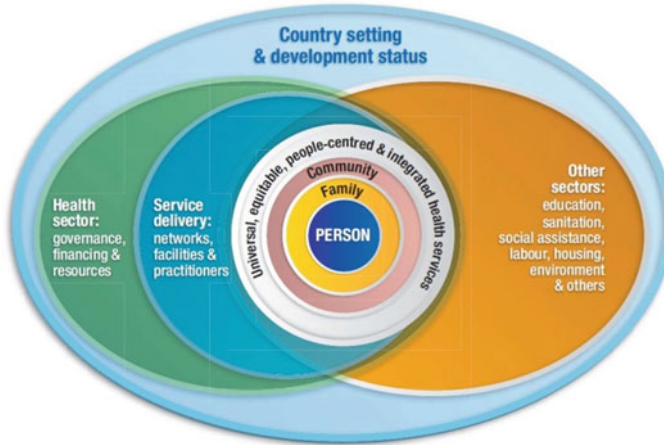 Country setting
& development status
Universal, equitable, people-centred & integrated health services
Community
Family
PERSON
Health
sector:
governance,
financing &
resources
Service
delivery:
networks,
facilities &
practitioners
Other
sectors:
education,
sanitation,
social assistance,
labour, housing,
environment
& others